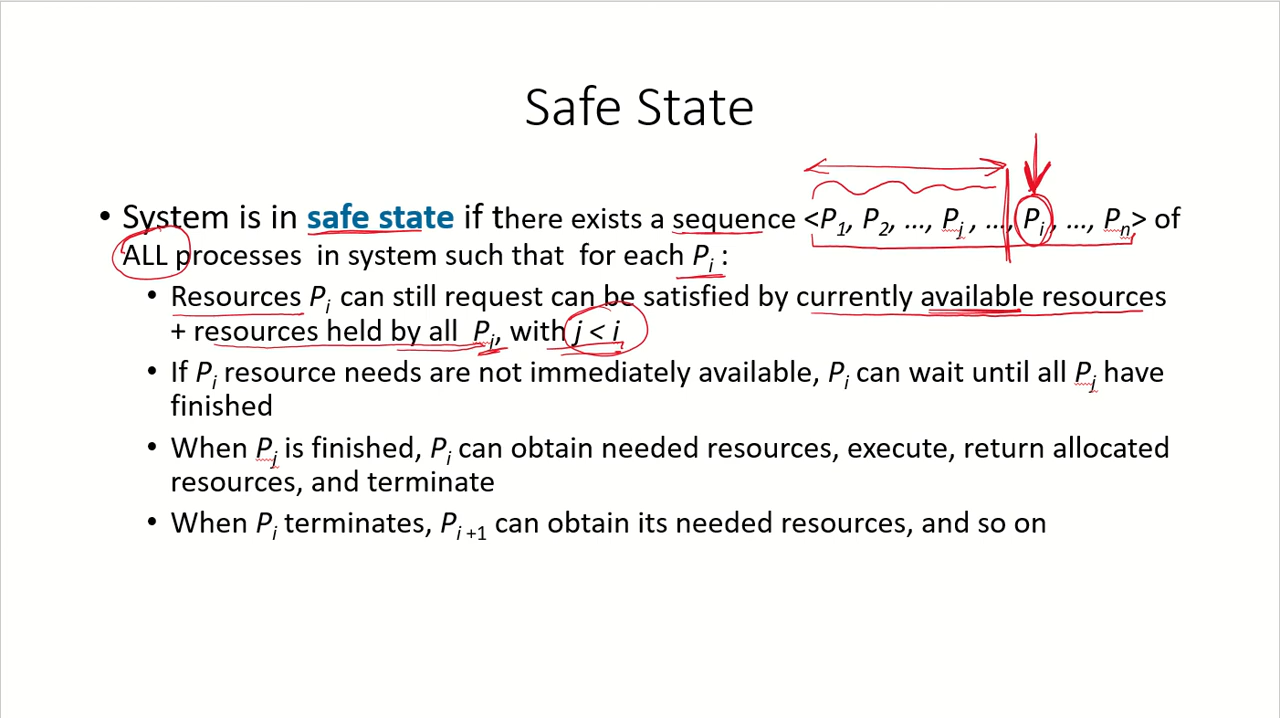 Safe State
• System is in safe state if there exists a sequence <P1, P2, …, Pj , …, Pi, …, Pn> of
ALL processes in system such that for each Pi :
• Resources Pi can still request can be satisfied by currently available resources
+ resources held by all Pj, with j < i
• If Pi resource needs are not immediately available, Pi can wait until all Pj have
finished
• When Pj is finished, Pi can obtain needed resources, execute, return allocated
resources, and terminate
• When Pi terminates, Pi +1 can obtain its needed resources, and so on